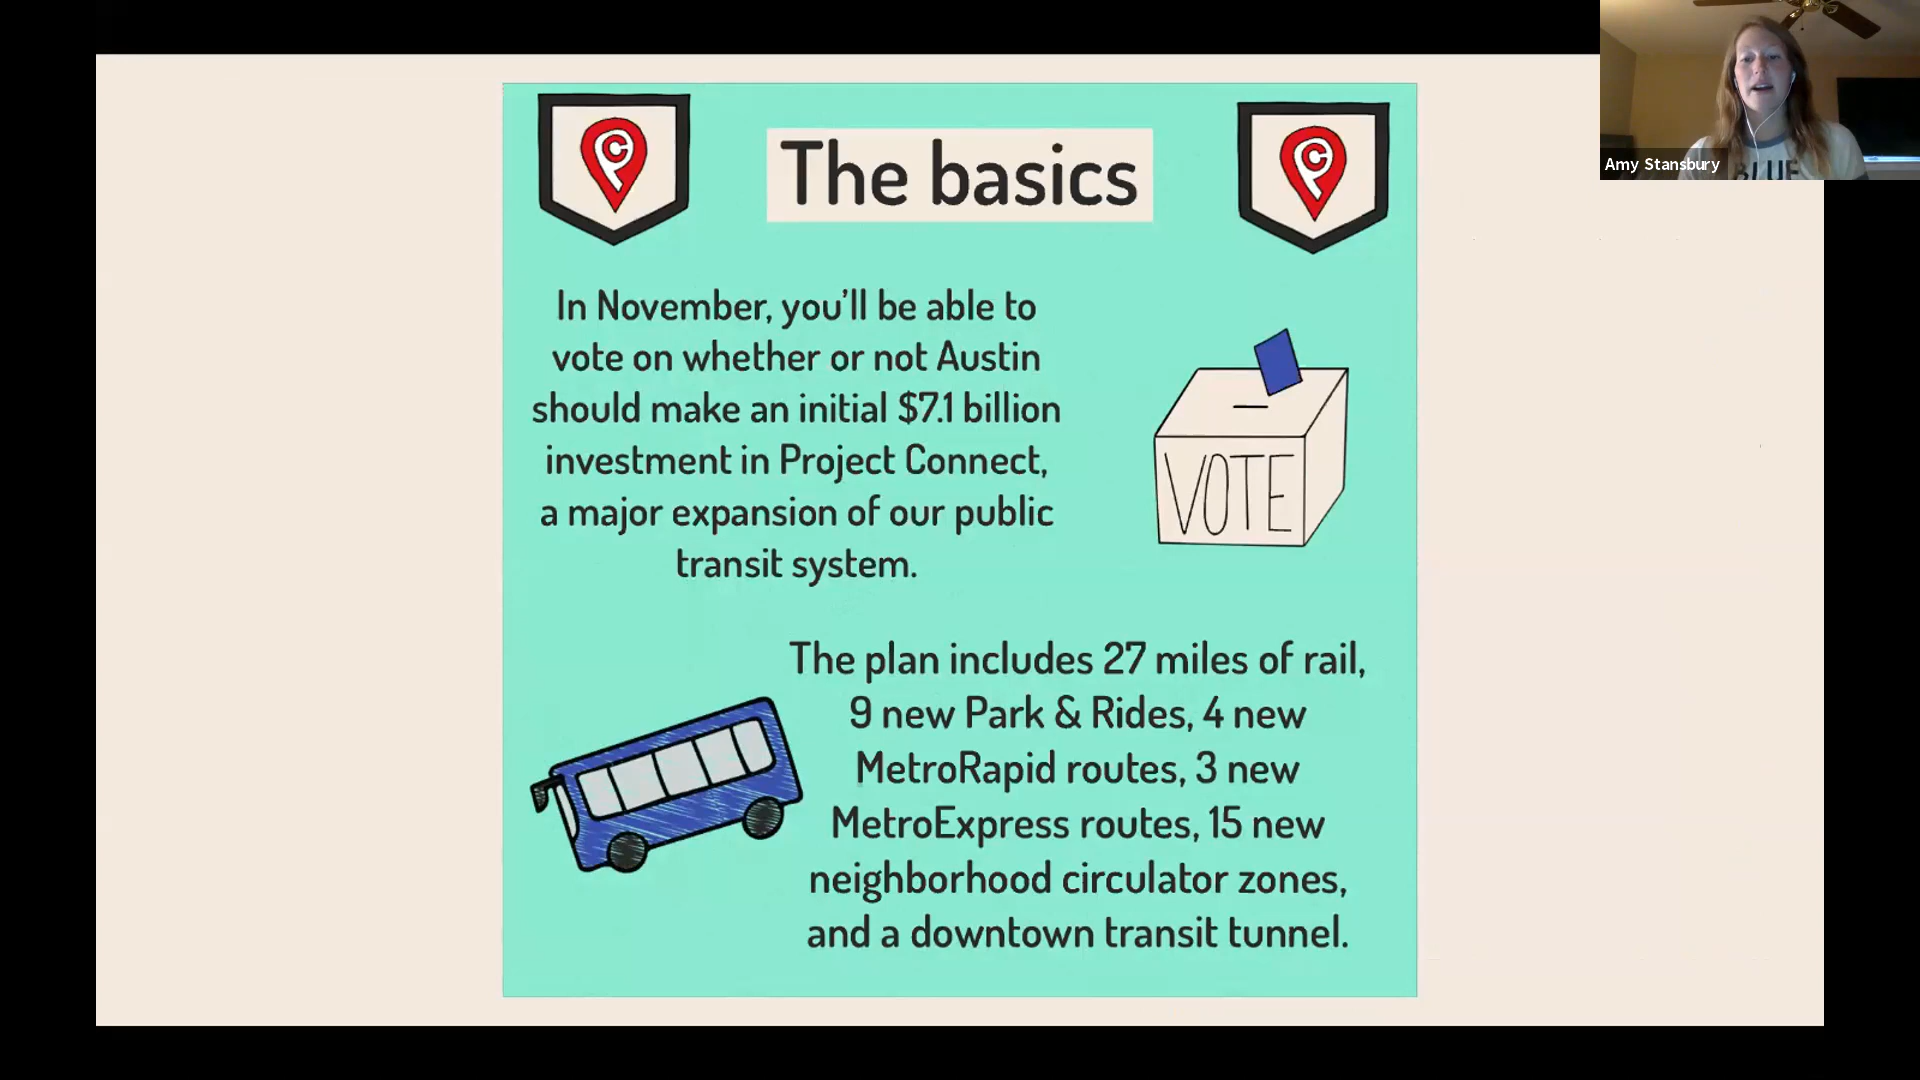 The basics
In November, you'll be able to
vote on whether or not Austin
should make an initial $7.1 billion
investment in Project Connect,
a major expansion of our public
transit system.
VOTE
The plan includes 27 miles of rail,
9 new Park & Rides, 4 new
MetroRapid routes, 3 new
MetroExpress routes, 15 new
neighborhood circulator zones,
and a downtown transit tunnel.
Amy Stansbury
BLUE